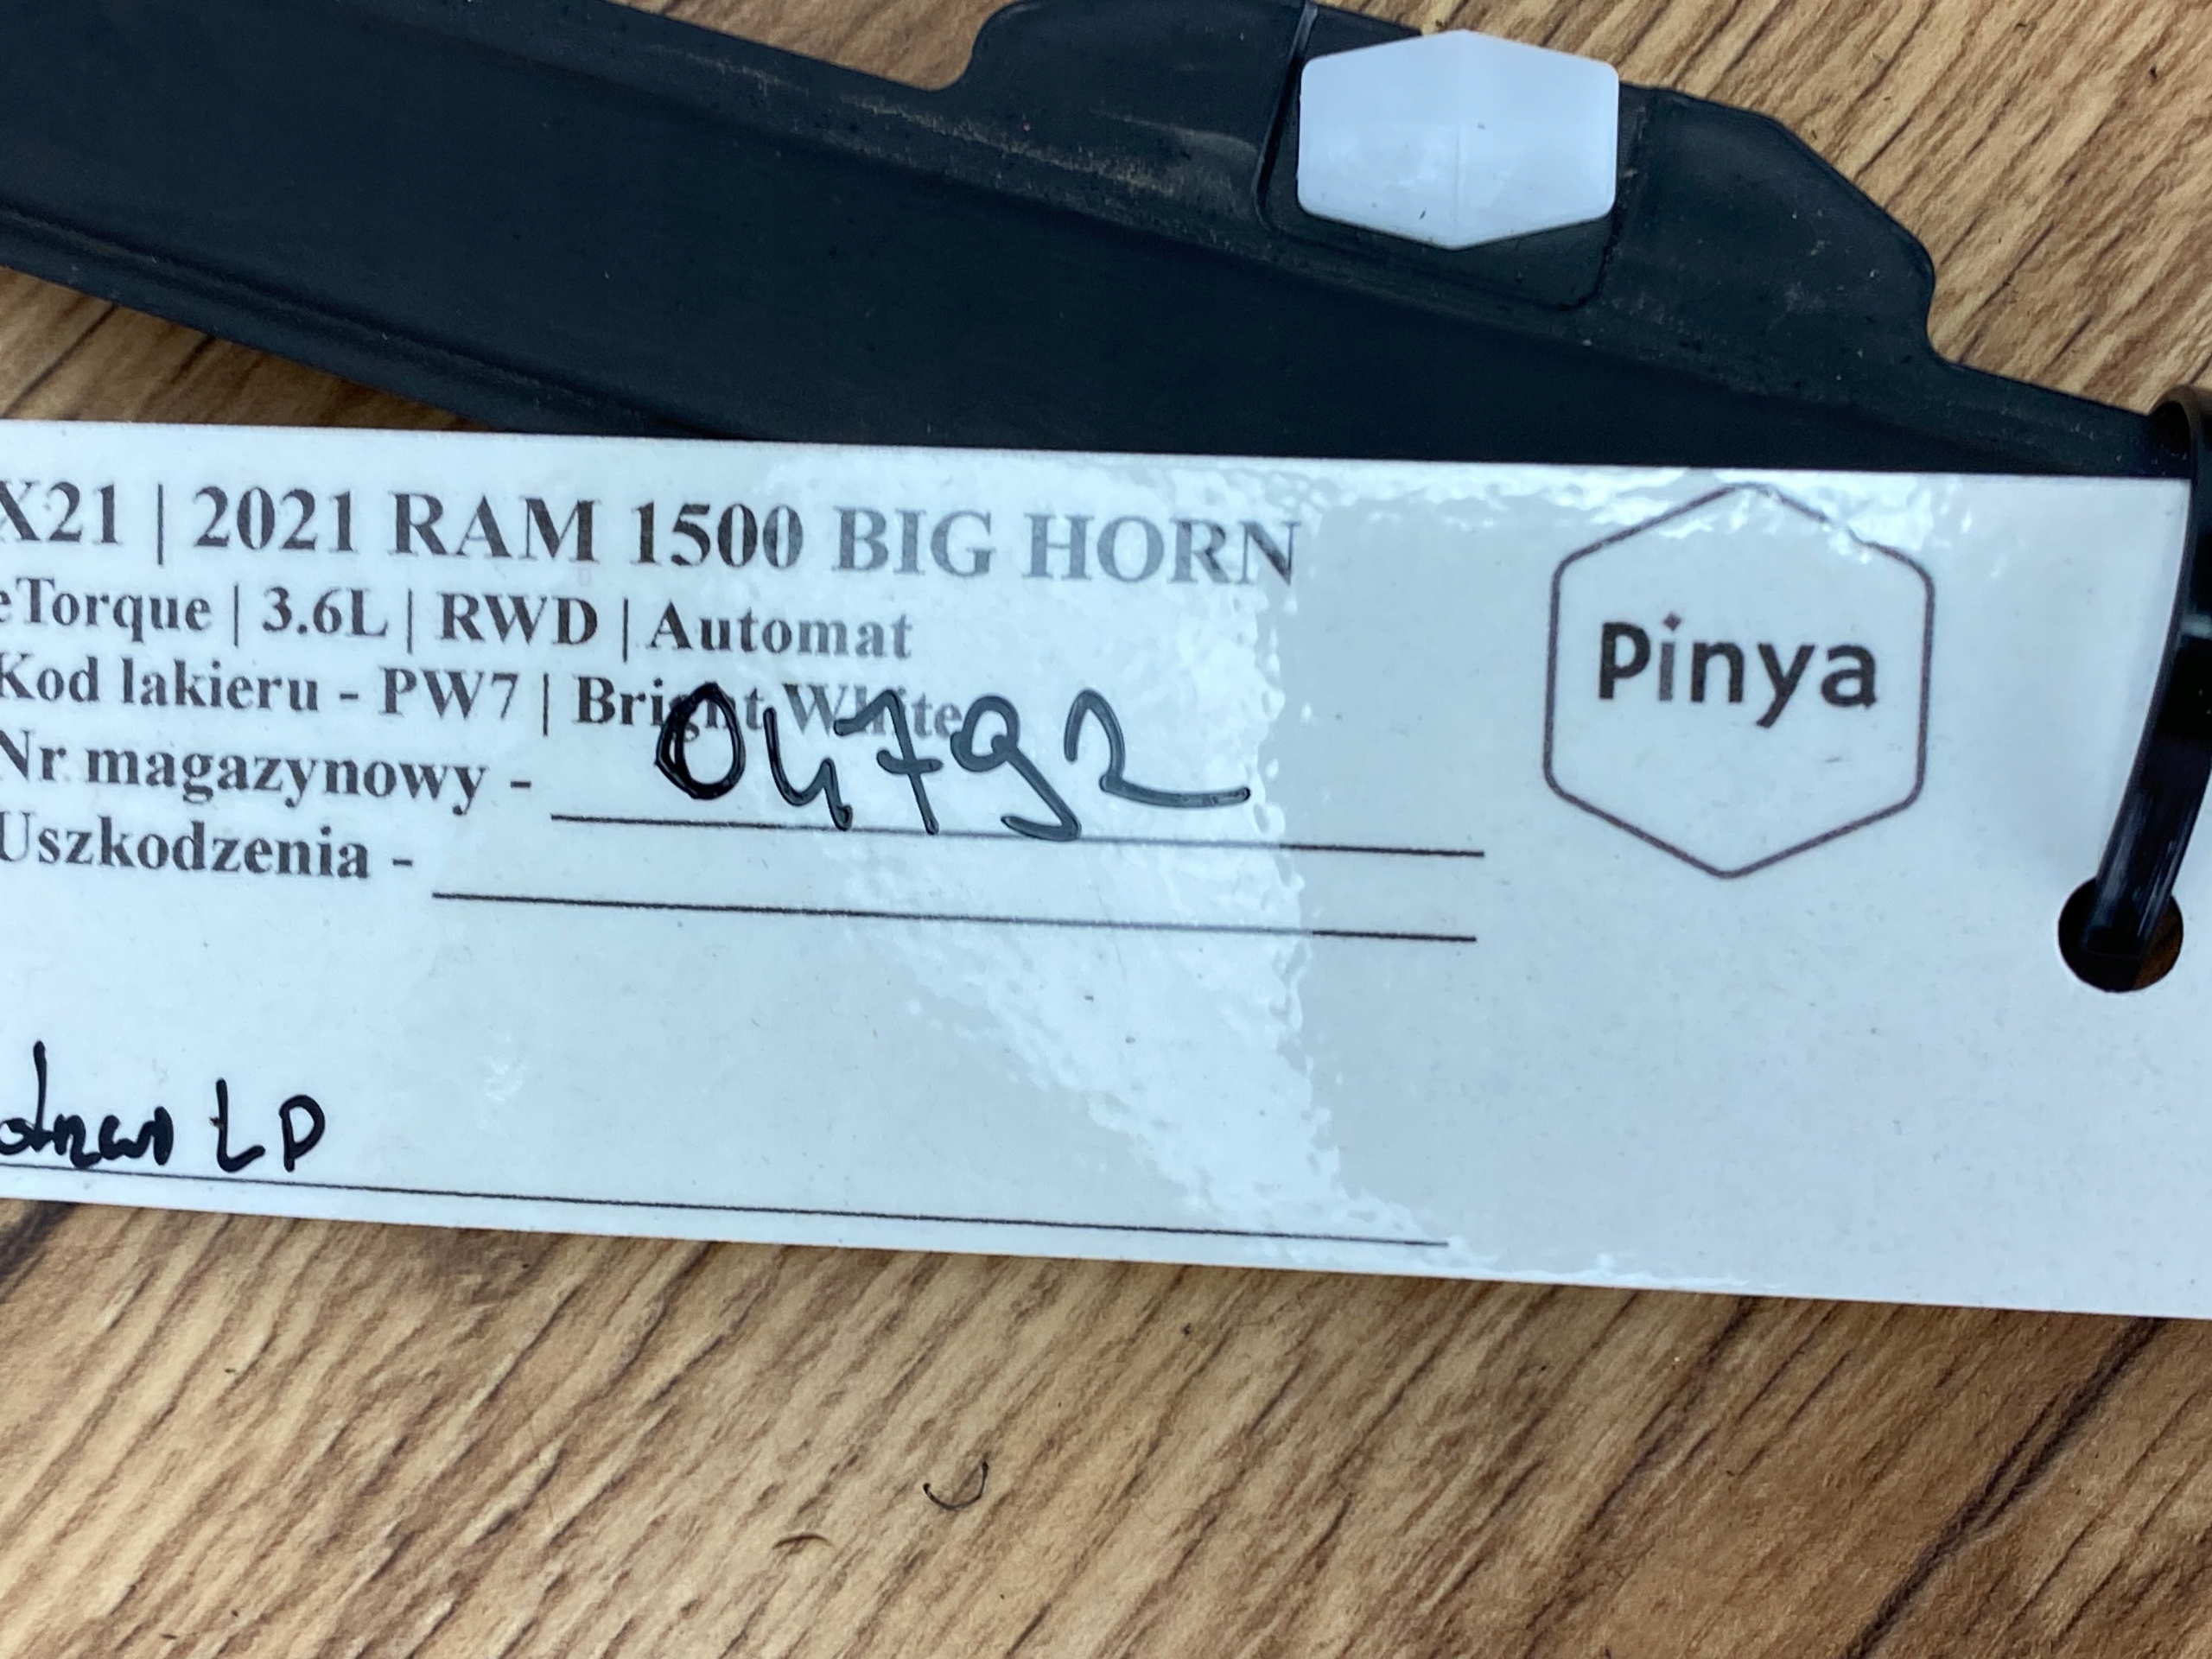 X21 | 2021 RAM 1500 BIG HORN
eTorque | 3.6L | RWD | Automat
Kod lakieru - PW7 | Bright White
Nr magazynowy - 04792
Uszkodzenia -
LP
Pinya